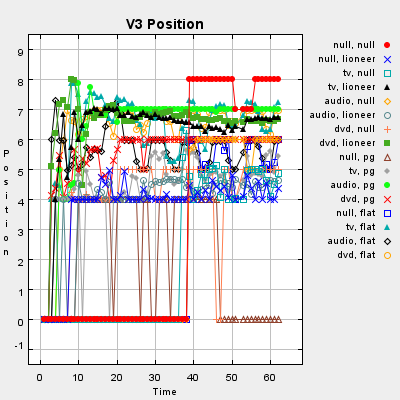 V3 Position
9
8
7
6
5
4
3
2
1
0
-1
Position
0
10
20
30
40
50
60
Time
null, null
null, lioneer
tv, null
tv, lioneer
audio, null
audio, lioneer
dvd, null
dvd, lioneer
null, pg
tv, pg
audio, pg
dvd, pg
null, flat
tv, flat
audio, flat
dvd, flat